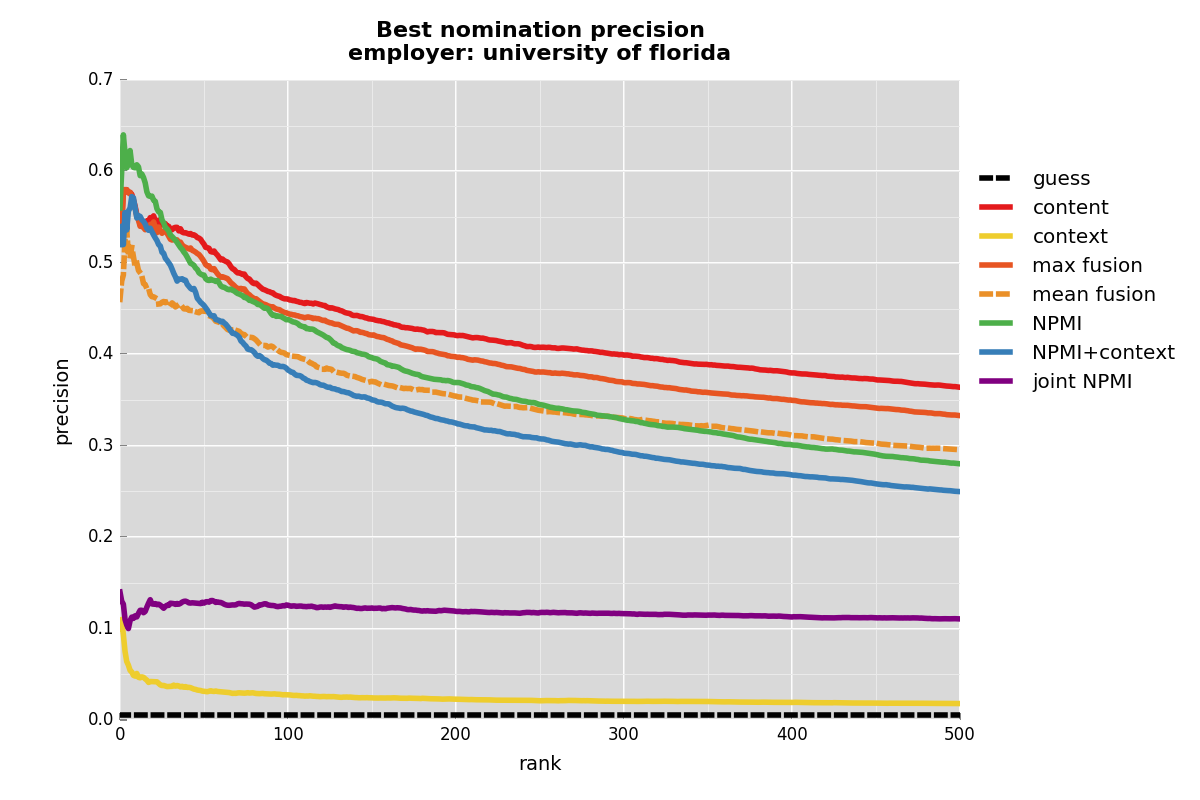 Best nomination precision
employer: university of florida
precision
0.7
0.6
0.5
0.4
0.3
0.2
0.1
0.0
0
100
200
300
400
500
rank
guess
content
context
max fusion
mean fusion
NPMI
NPMI+context
joint NPMI